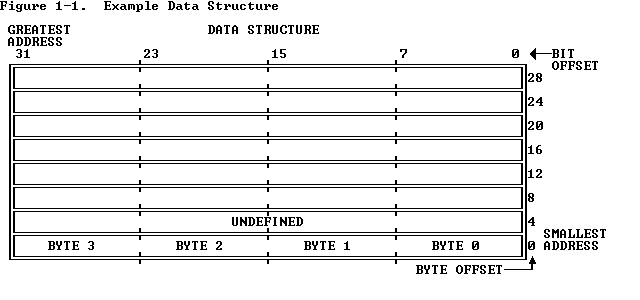 Figure 1-1. Example Data Structure
GREATEST DATA STRUCTURE
ADDRESS
31 23 15 7 0 BIT
OFFSET
28
24
20
16
12
8
UNDEFINED 4
SMALLEST
BYTE 3 BYTE 2 BYTE 1 BYTE 0 0 ADDRESS
BYTE OFFSET